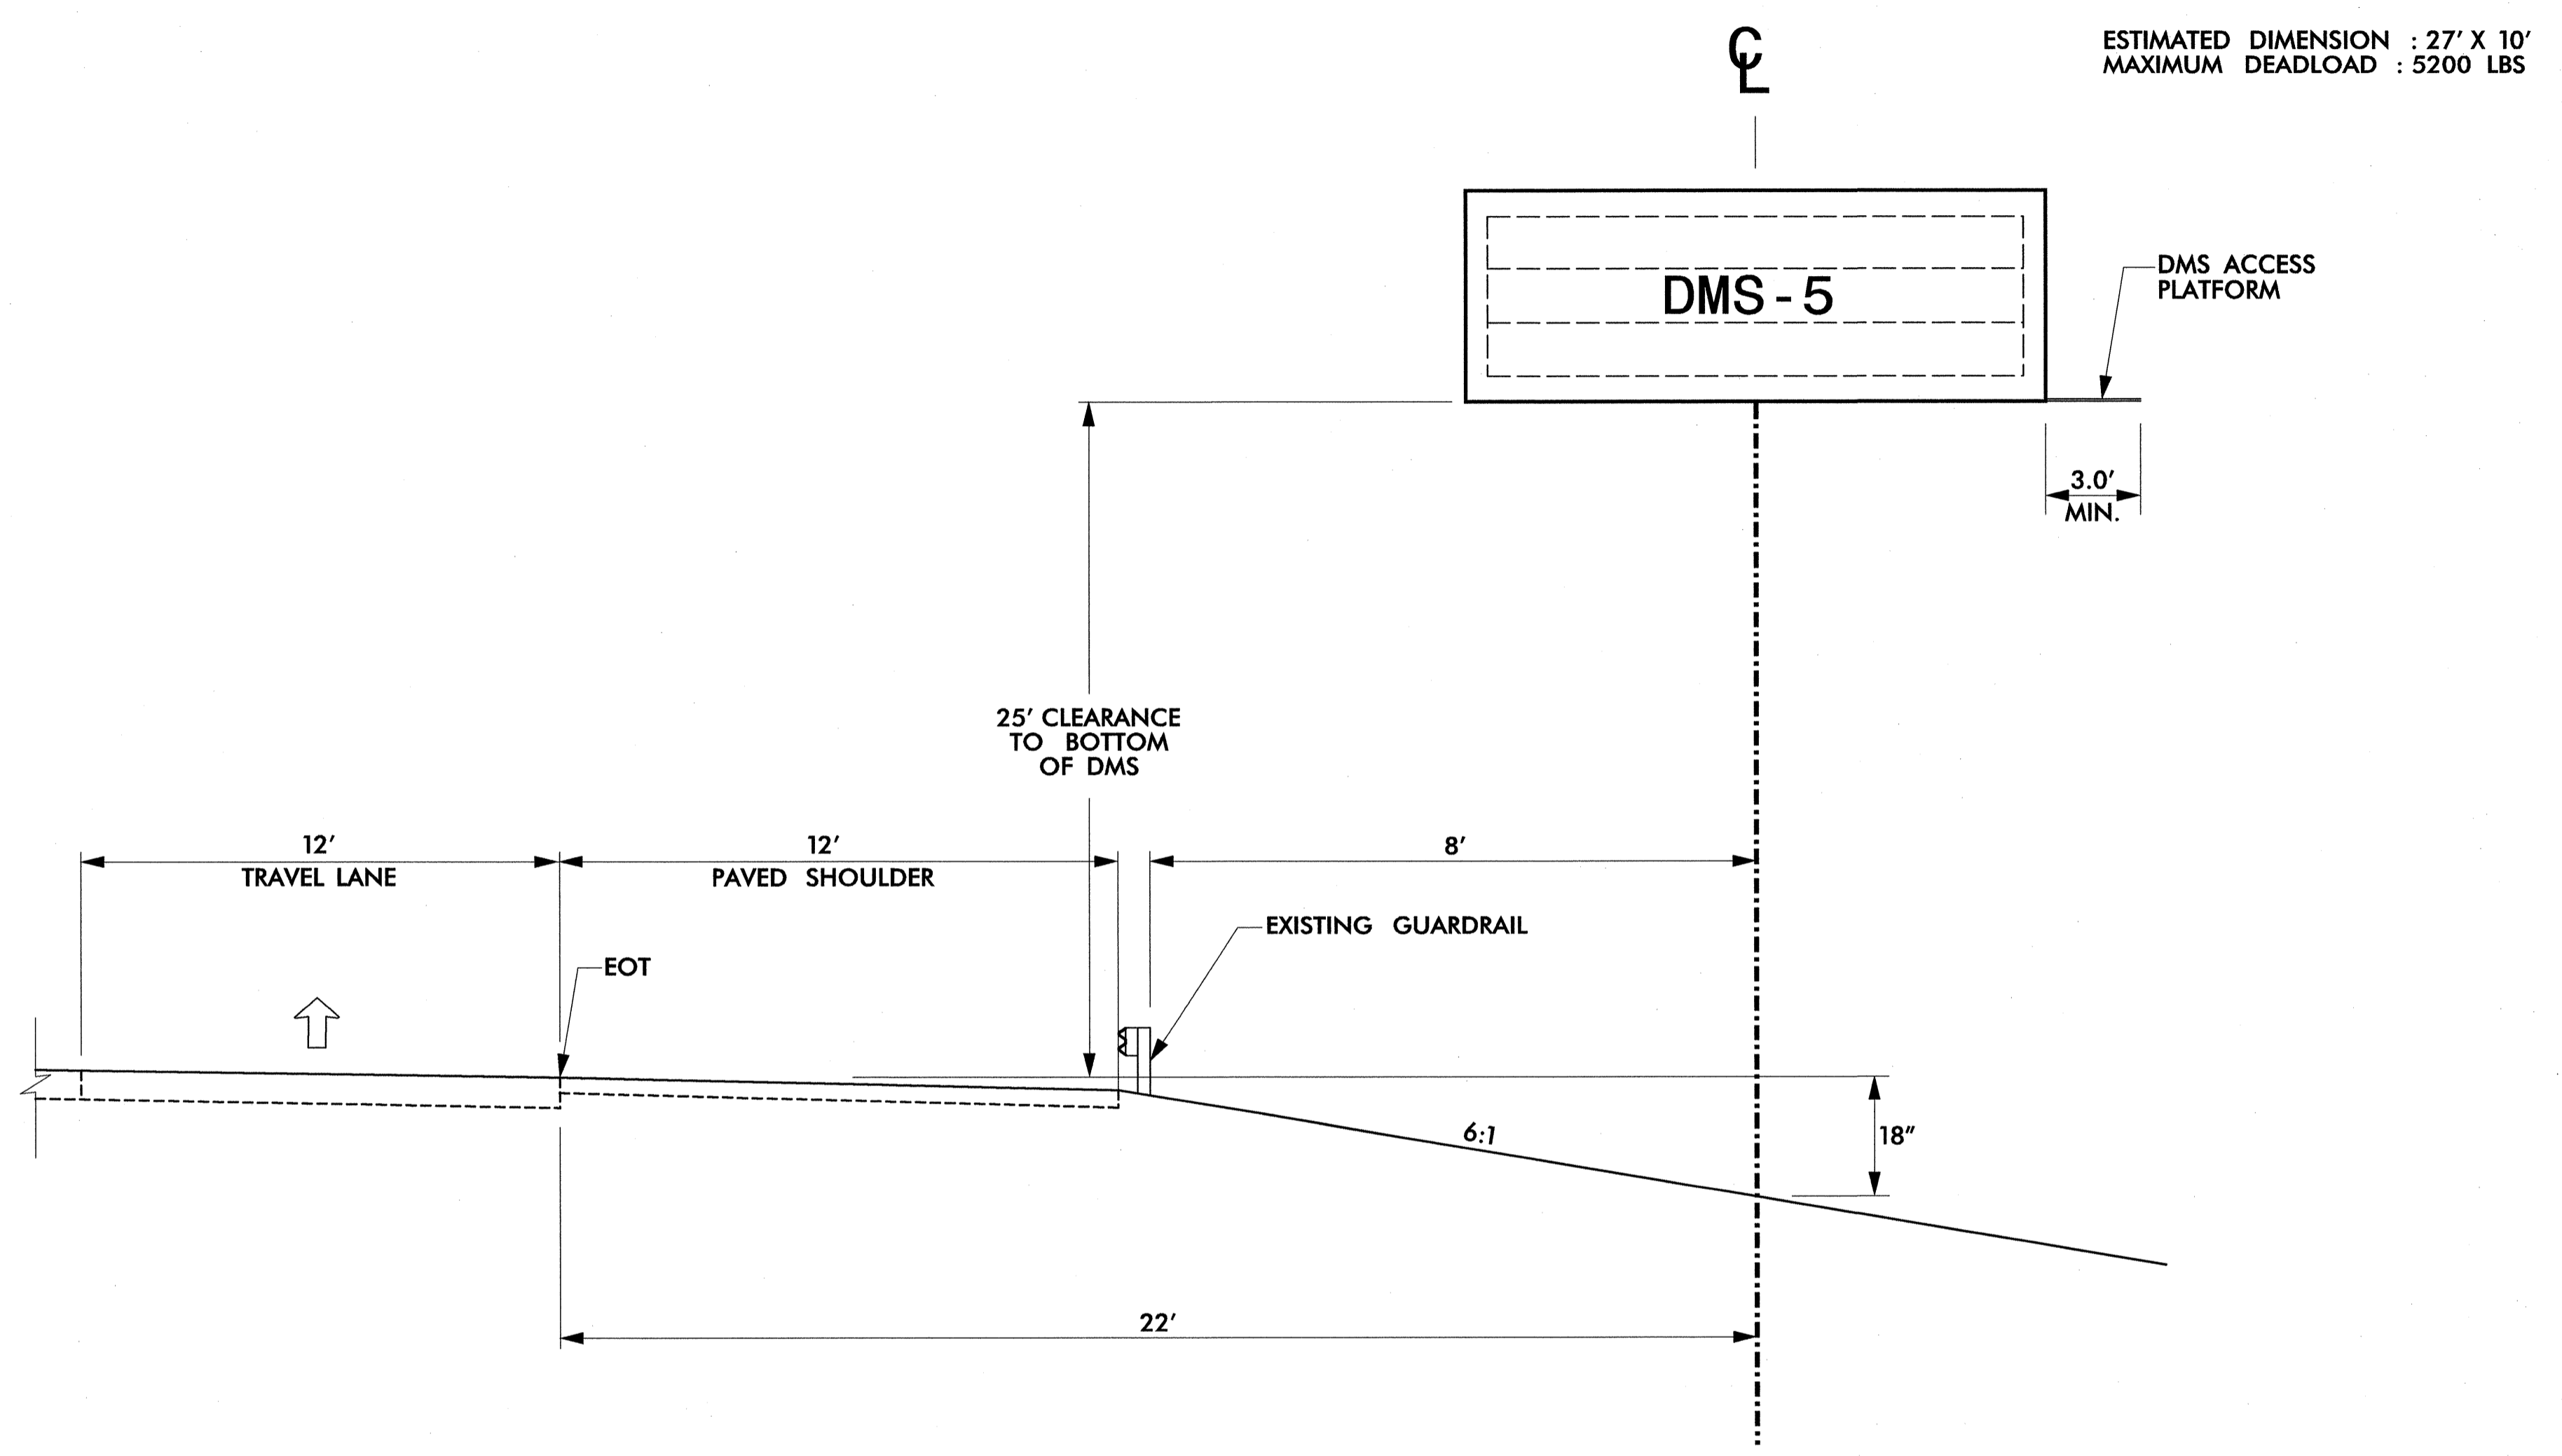 CL
ESTIMATED DIMENSION : 27' X 10'
MAXIMUM DEADLOAD : 5200 LBS
DMS - 5
DMS ACCESS
PLATFORM
3.0'
MIN.
25' CLEARANCE
TO BOTTOM
OF DMS
12'
TRAVEL LANE
12'
PAVED SHOULDER
8'
EXISTING GUARDRAIL
EOT
6:1
18"
22'